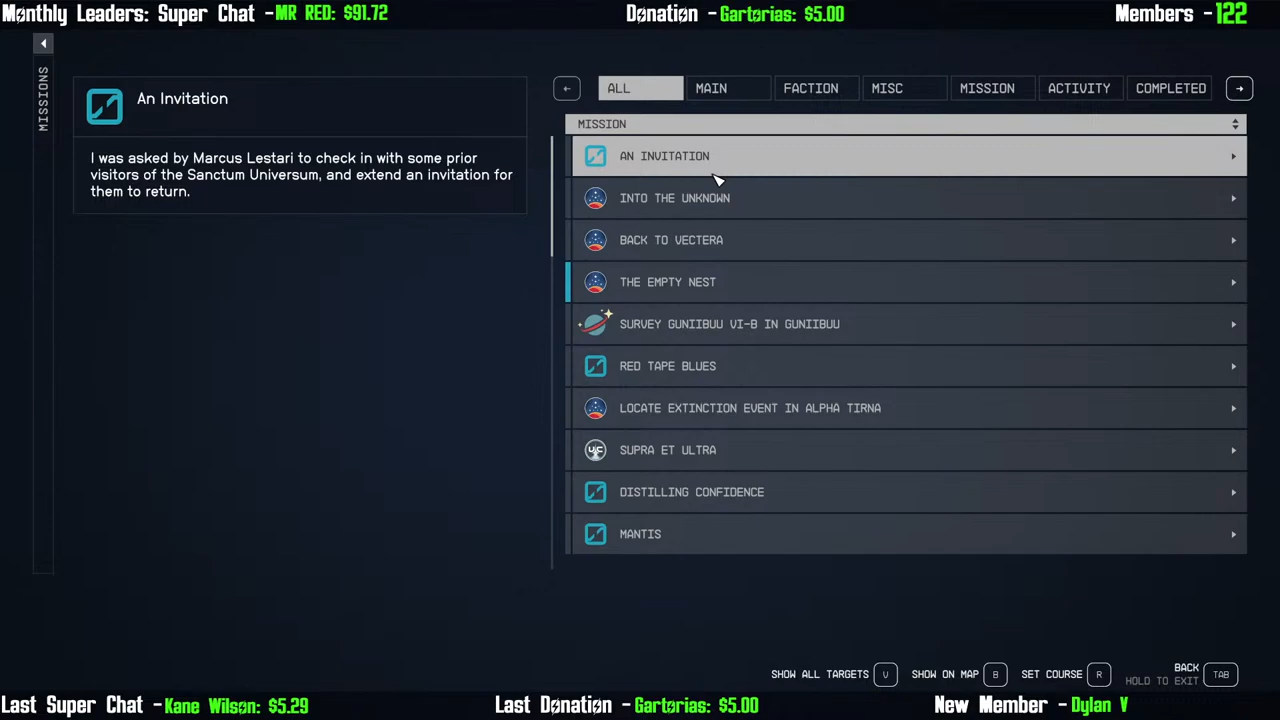 Monthly Leaders: Super Chat -MR RED: $91.72
Donation -Gartorias: $5.00
Members -122
MISSIONS
An Invitation
I was asked by Marcus Lestari to check in with some prior
visitors of the Sanctum Universum, and extend an invitation for
them to return.
ALL MAIN FACTION MISC MISSION ACTIVITY COMPLETED
MISSION
AN INVITATION
INTO THE UNKNOWN
BACK TO VECTERA
THE EMPTY NEST
SURVEY GUNIIBUU VI-B IN GUNIIBUU
RED TAPE BLUES
LOCATE EXTINCTION EVENT IN ALPHA TIRNA
UC SUPRA ET ULTRA
DISTILLING CONFIDENCE
MANTIS
SHOW ALL TARGETS V SHOW ON MAP B SET COURSE R BACK
HOLD TO EXIT TAB
Last Super Chat -Kane Wilson: $5.29
Last Donation -Gartorias: $5.00
New Member -Dylan V